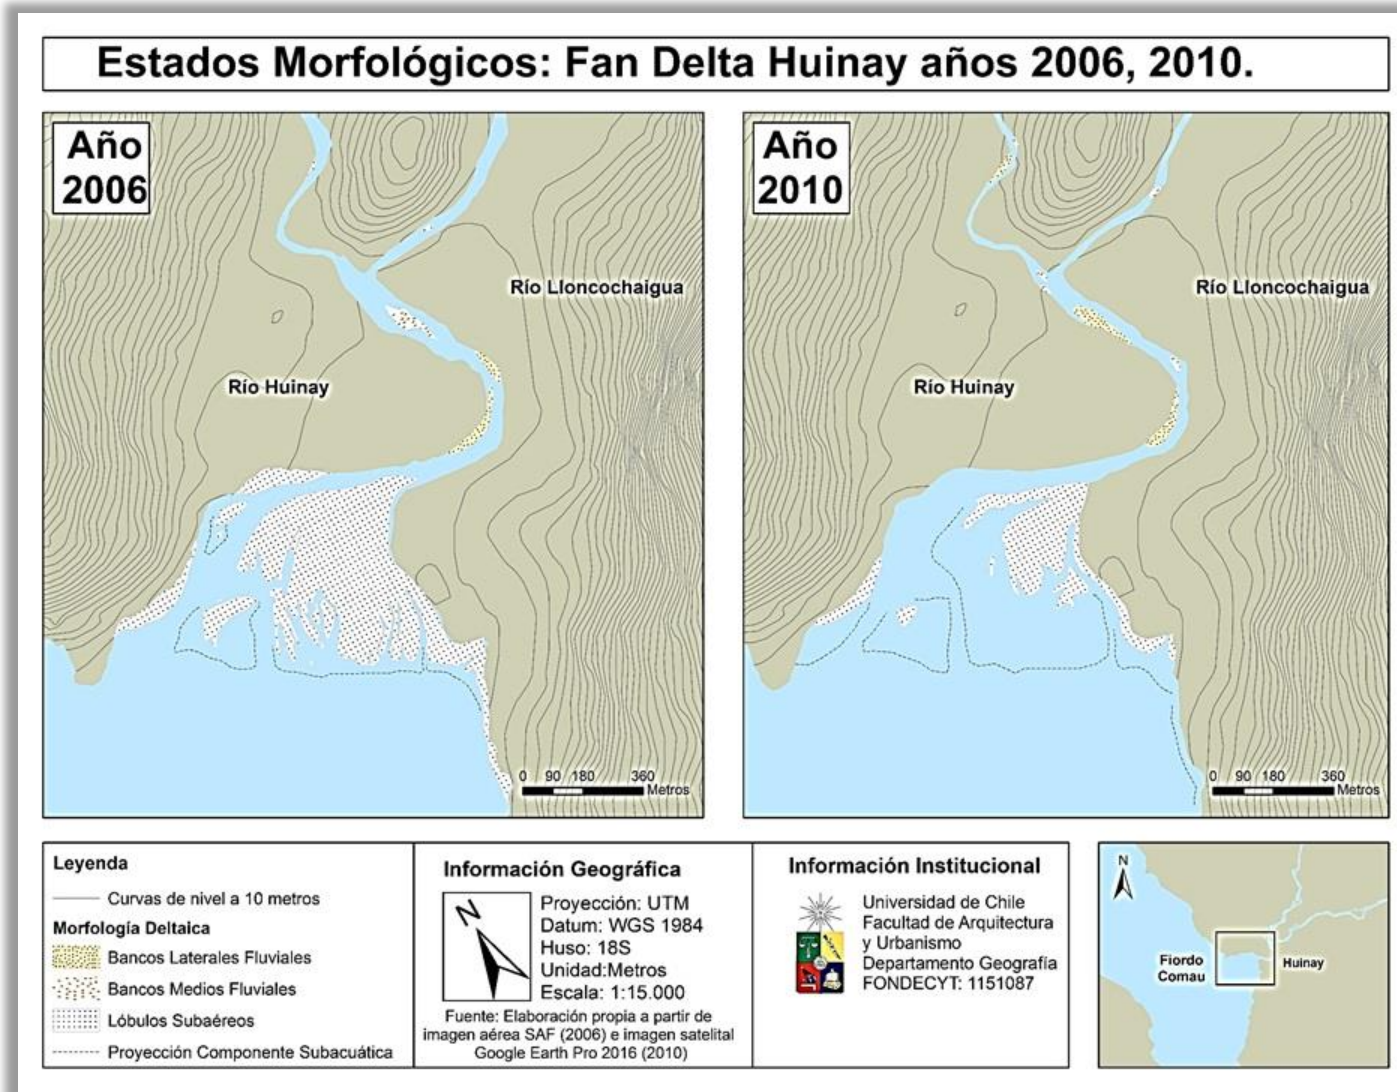 Estados Morfológicos: Fan Delta Huinay años 2006, 2010.
Año
2006
Río Lloncochaigua
Río Huinay
0 90 180 360
Metros
Año
2010
Río Lloncochaigua
Río Huinay
0 90 180 360
Metros
Leyenda
Curvas de nivel a 10 metros
Morfología Deltaica
Bancos Laterales Fluviales
Bancos Medios Fluviales
Lóbulos Subaéreos
Proyección Componente Subacuática
Información Geográfica
N
Proyección: UTM
Datum: WGS 1984
Huso: 18S
Unidad:Metros
Escala: 1:15.000
Fuente: Elaboración propia a partir de
imagen aérea SAF (2006) e imagen satelital
Google Earth Pro 2016 (2010)
Información Institucional
Universidad de Chile
Facultad de Arquitectura
y Urbanismo
Departamento Geografía
FONDECYT: 1151087
N
Fiordo
Comau
Huinay